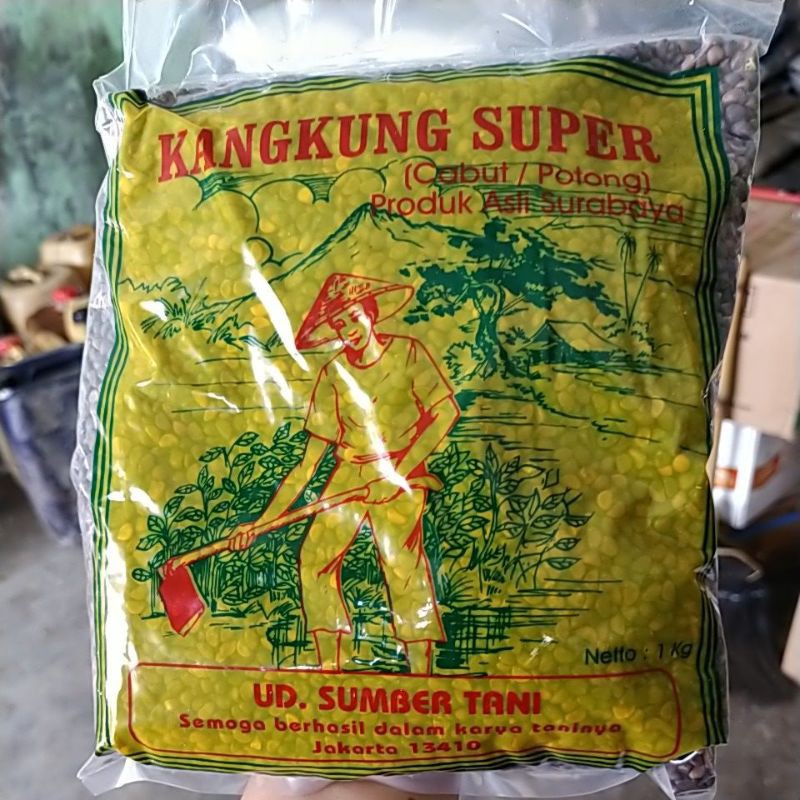 KANGKUNG SUPER
(Cabut / Potong)
Produk Asli Surabaya
Netto : 1 Kg
UD. SUMBER TANI
Semoga berhasil dalam karya taninya
Jakarta 13410